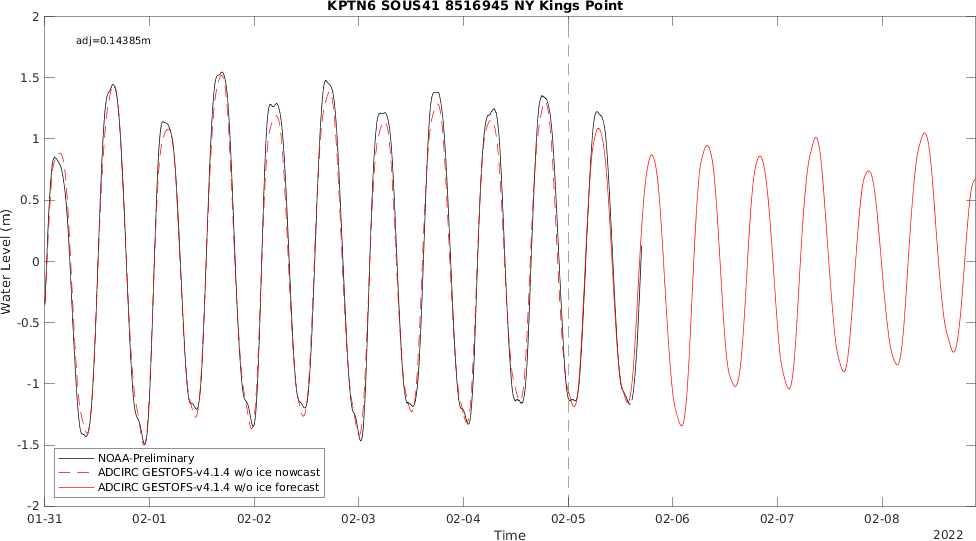 KPTN6 SOUS41 8516945 NY Kings Point
adj=0.14385m
2
1.5
1
0.5
0
-0.5
-1
-1.5
-2
Water Level (m)
NOAA-Preliminary
ADCIRC GESTOFS-v4.1.4 w/o ice nowcast
ADCIRC GESTOFS-v4.1.4 w/o ice forecast
01-31 02-01 02-02 02-03 02-04 02-05 02-06 02-07 02-08
Time
2022